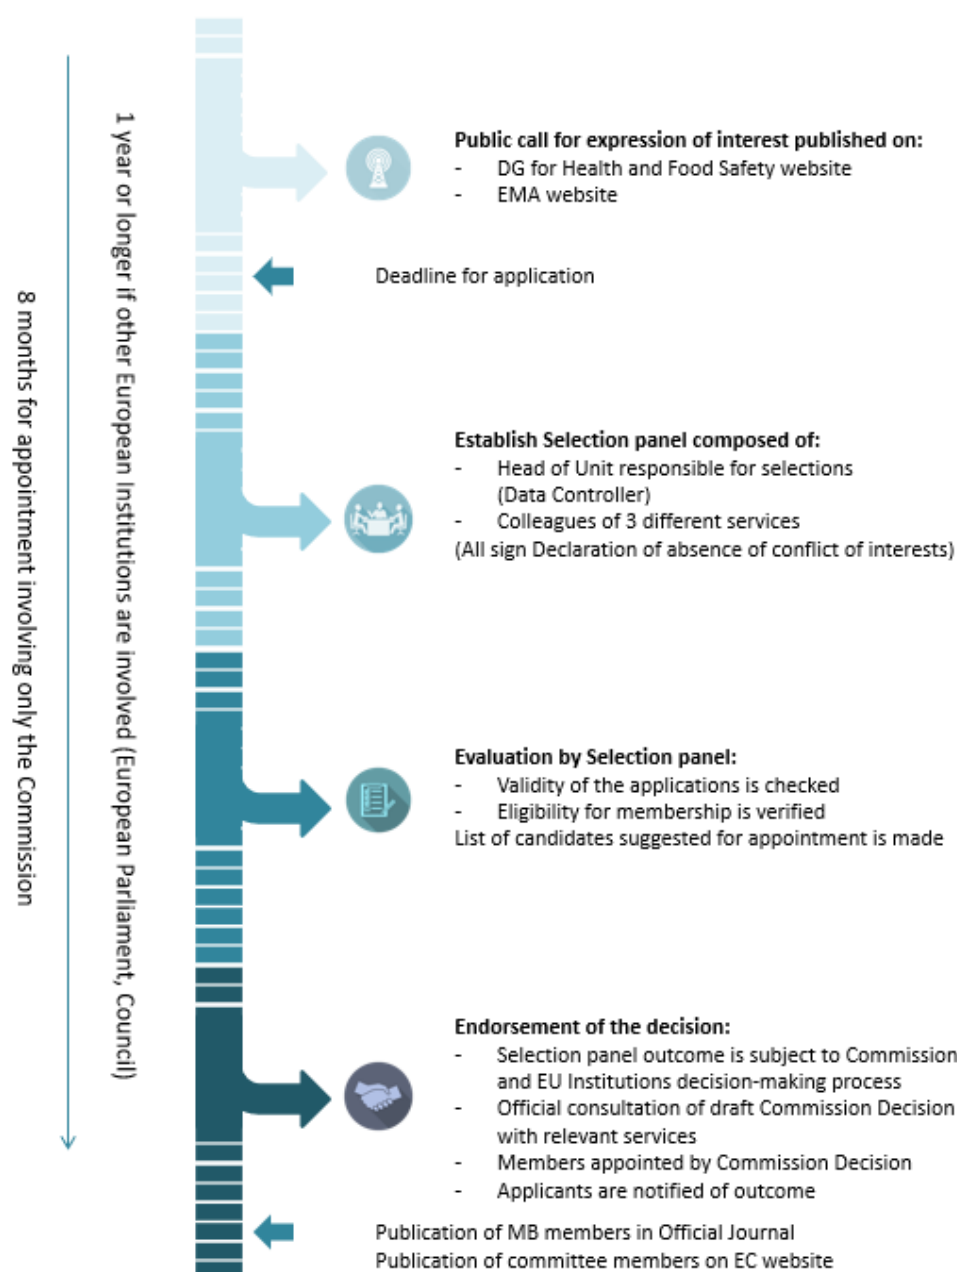 Public call for expression of interest published on:
- DG for Health and Food Safety website
- EMA website
Deadline for application
Establish Selection panel composed of:
- Head of Unit responsible for selections
(Data Controller)
- Colleagues of 3 different services
(All sign Declaration of absence of conflict of interests)
Evaluation by Selection panel:
- Validity of the applications is checked
- Eligibility for membership is verified
List of candidates suggested for appointment is made
Endorsement of the decision:
- Selection panel outcome is subject to Commission
and EU Institutions decision-making process
- Official consultation of draft Commission Decision
with relevant services
- Members appointed by Commission Decision
- Applicants are notified of outcome
Publication of MB members in Official Journal
Publication of committee members on EC website
1 year or longer if other European Institutions are involved (European Parliament, Council)
8 months for appointment involving only the Commission